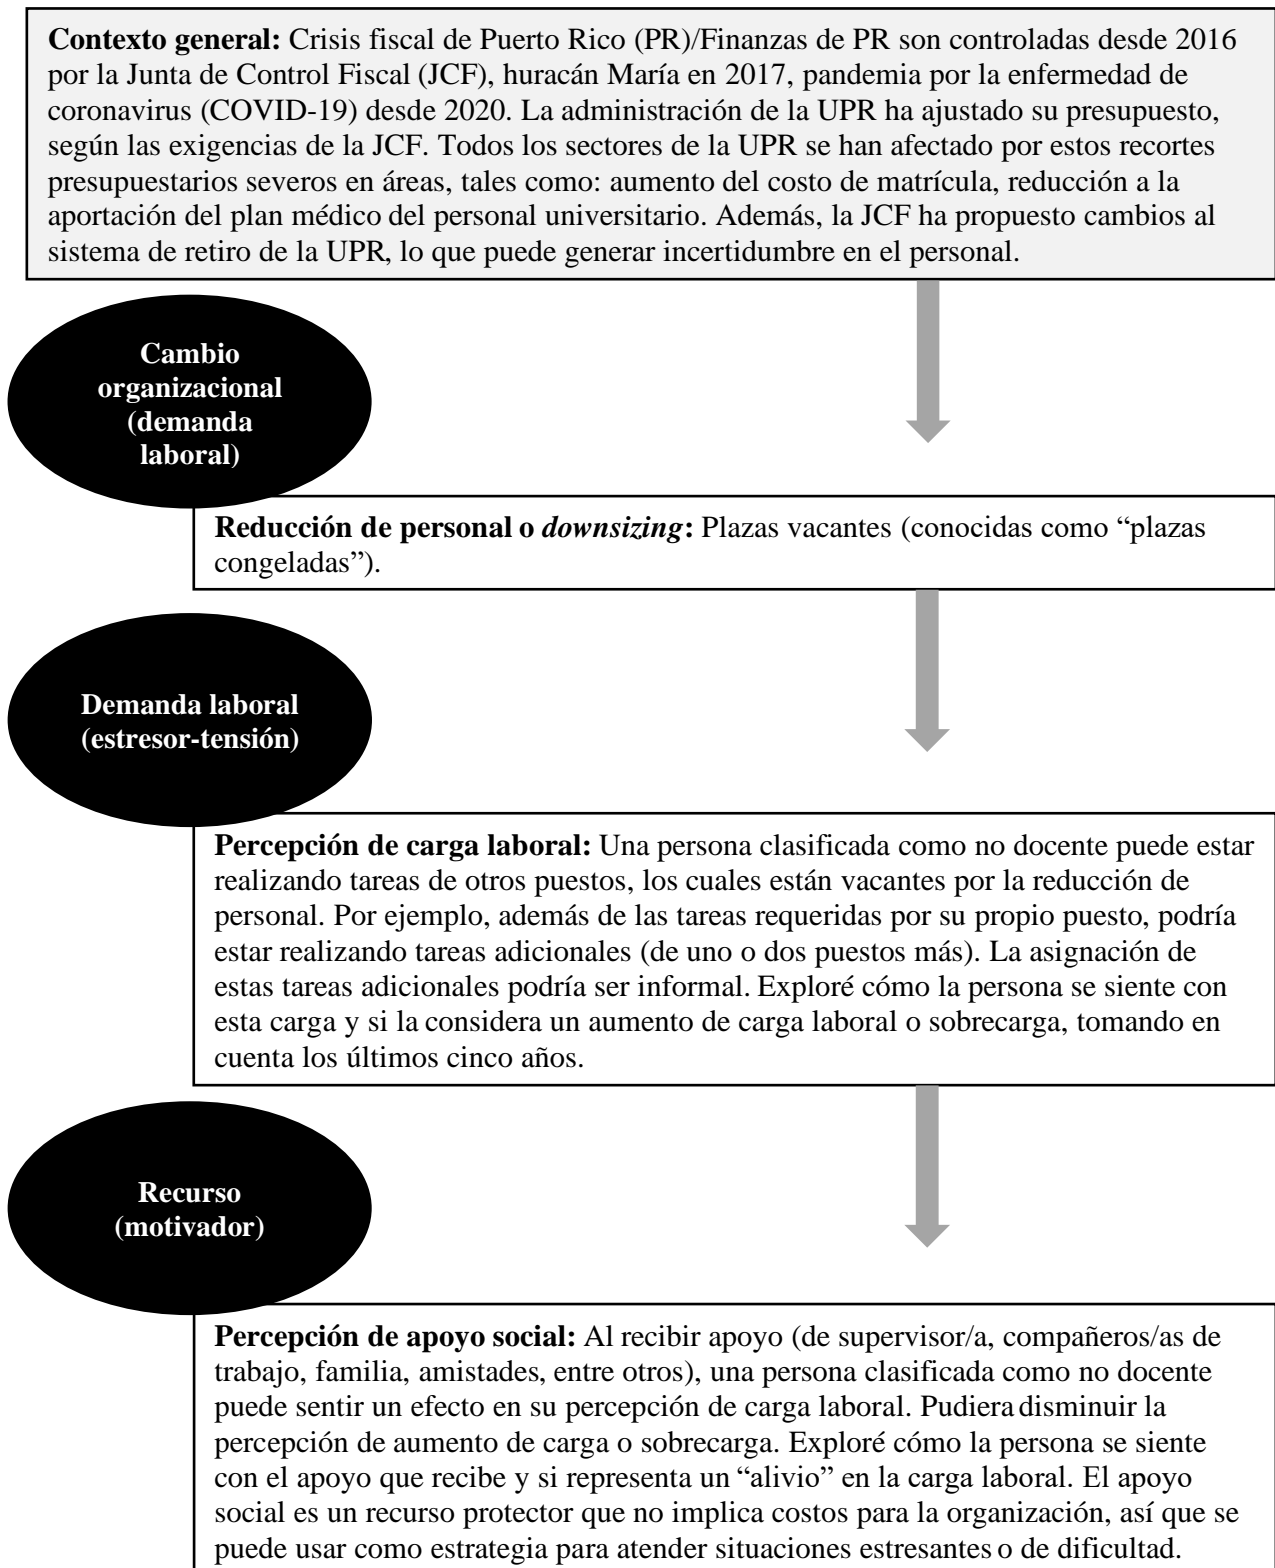 Contexto general: Crisis fiscal de Puerto Rico (PR)/Finanzas de PR son controladas desde 2016
por la Junta de Control Fiscal (JCF), huracán María en 2017, pandemia por la enfermedad de
coronavirus (COVID-19) desde 2020. La administración de la UPR ha ajustado su presupuesto,
según las exigencias de la JCF. Todos los sectores de la UPR se han afectado por estos recortes
presupuestarios severos en áreas, tales como: aumento del costo de matrícula, reducción a la
aportación del plan médico del personal universitario. Además, la JCF ha propuesto cambios al
sistema de retiro de la UPR, lo que puede generar incertidumbre en el personal.
Cambio
organizacional
(demanda
laboral)
Reducción de personal o downsizing: Plazas vacantes (conocidas como “plazas
congeladas”).
Demanda laboral
(estresor-tensión)
Percepción de carga laboral: Una persona clasificada como no docente puede estar
realizando tareas de otros puestos, los cuales están vacantes por la reducción de
personal. Por ejemplo, además de las tareas requeridas por su propio puesto, podría
estar realizando tareas adicionales (de uno o dos puestos más). La asignación de
estas tareas adicionales podría ser informal. Exploré cómo la persona se siente con
esta carga y si la considera un aumento de carga laboral o sobrecarga, tomando en
cuenta los últimos cinco años.
Recurso
(motivador)
Percepción de apoyo social: Al recibir apoyo (de supervisor/a, compañeros/as de
trabajo, familia, amistades, entre otros), una persona clasificada como no docente
puede sentir un efecto en su percepción de carga laboral. Pudiera disminuir la
percepción de aumento de carga o sobrecarga. Exploré cómo la persona se siente
con el apoyo que recibe y si representa un “alivio” en la carga laboral. El apoyo
social es un recurso protector que no implica costos para la organización, así que se
puede usar como estrategia para atender situaciones estresantes o de dificultad.